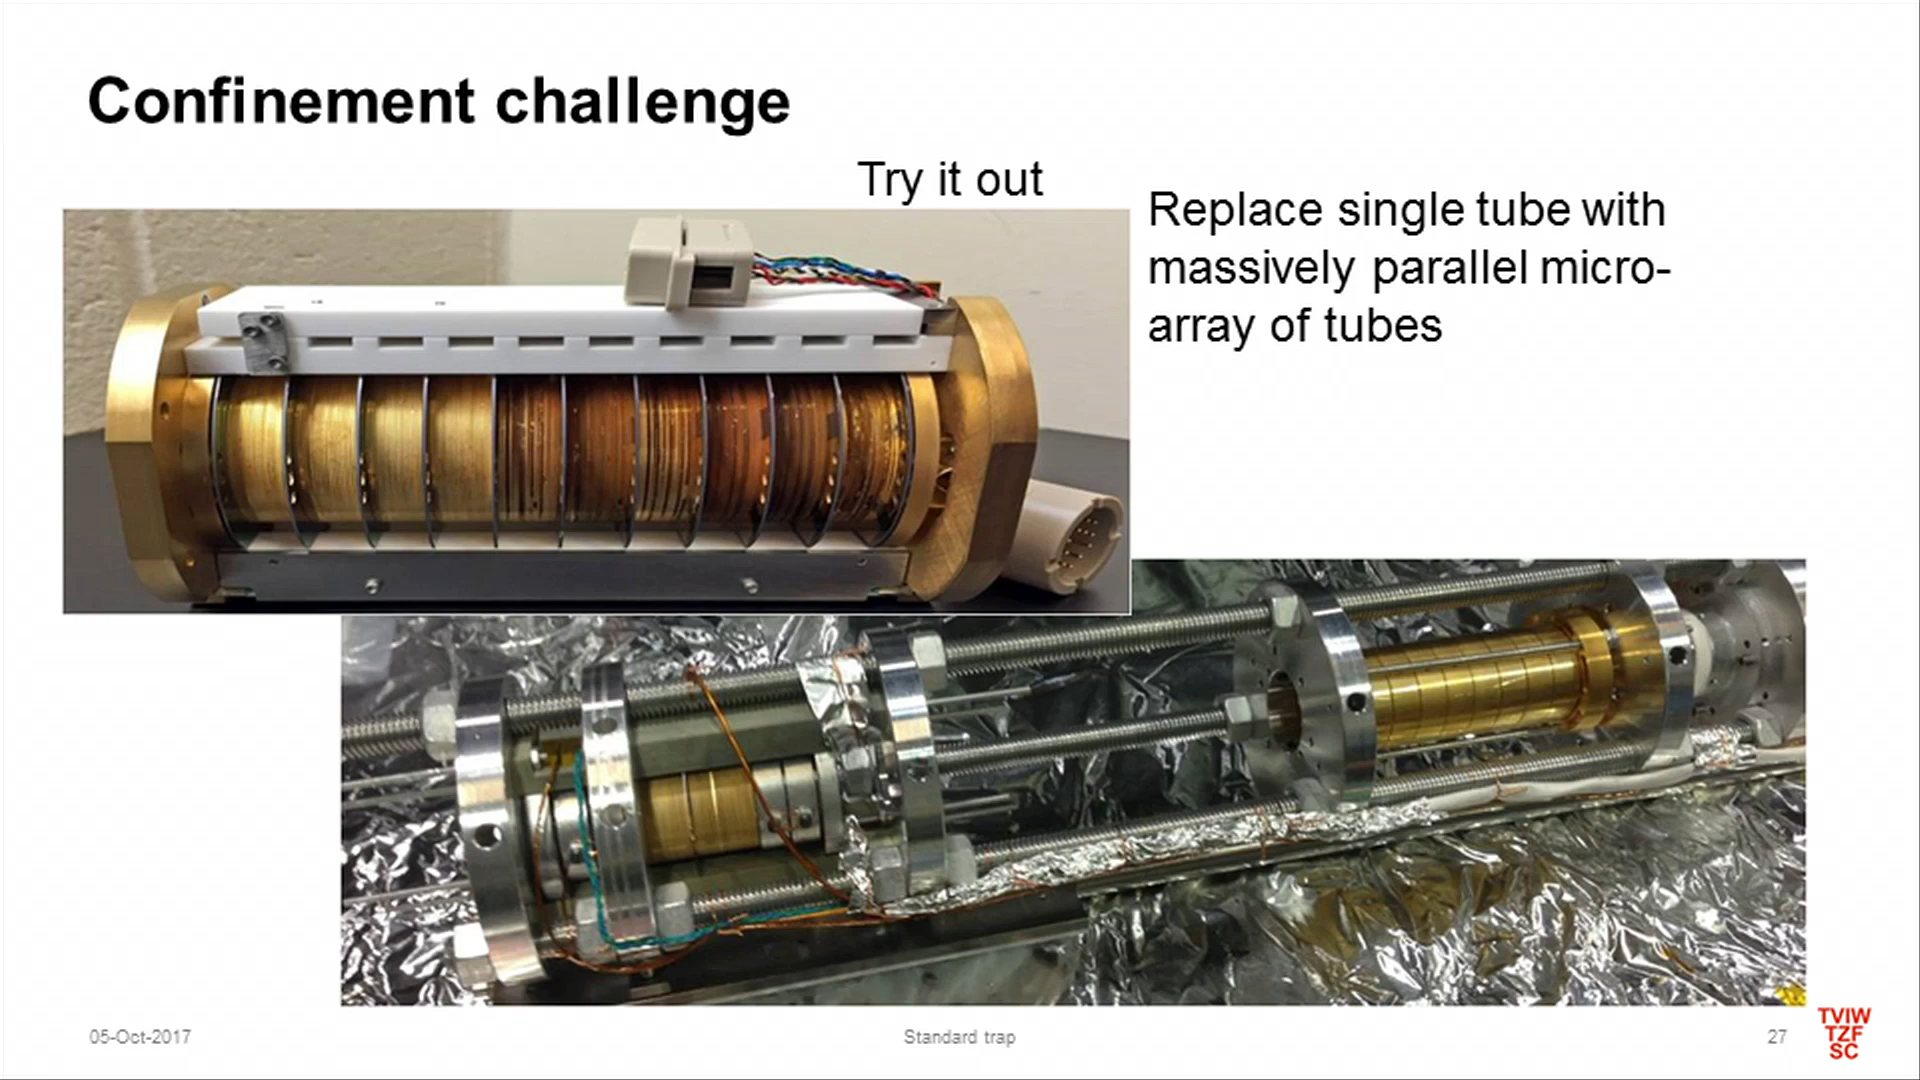 Confinement challenge
Try it out
Replace single tube with
massively parallel micro-
array of tubes
05-Oct-2017
Standard trap
27
TVIW
TZF
SC